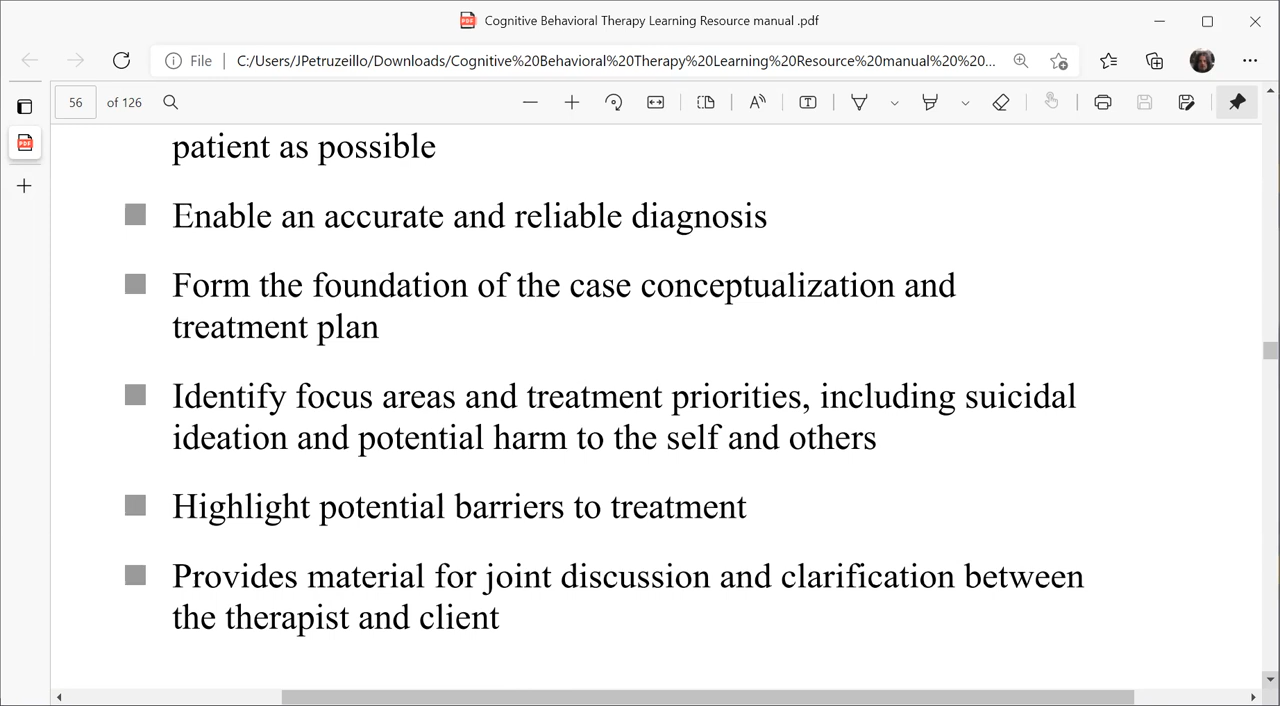 Cognitive Behavioral Therapy Learning Resource manual .pdf
File C:/Users/JPetruzeillo/Downloads/Cognitive%20Behavioral%20Therapy%20Learning%20Resource%20manual%20%20...
56 of 126
patient as possible
Enable an accurate and reliable diagnosis
Form the foundation of the case conceptualization and
treatment plan
Identify focus areas and treatment priorities, including suicidal
ideation and potential harm to the self and others
Highlight potential barriers to treatment
Provides material for joint discussion and clarification between
the therapist and client